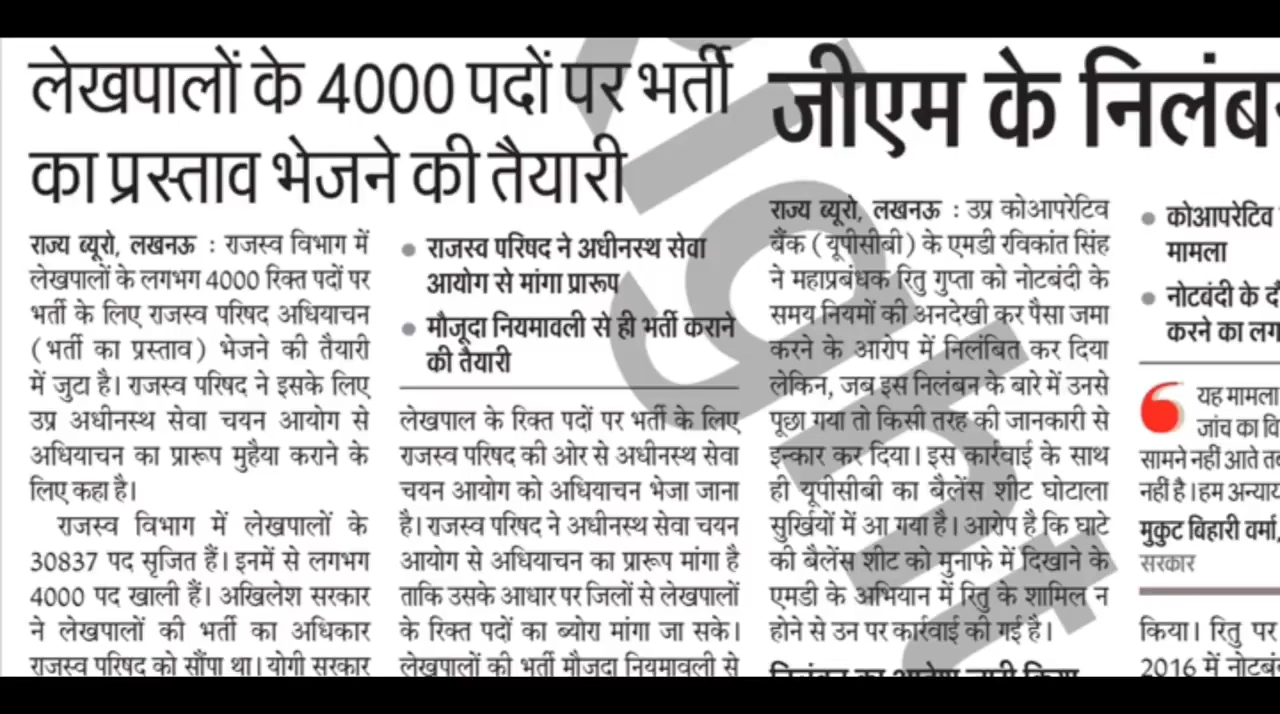 लेखपालों के 4000 पदों पर भर्ती
का प्रस्ताव भेजने की तैयारी
राज्य ब्यूरो, लखनऊ : राजस्व विभाग में
लेखपालों के लगभग 4000 रिक्त पदों पर
भर्ती के लिए राजस्व परिषद अधियाचन
(भर्ती का प्रस्ताव) भेजने की तैयारी
में जुटा है। राजस्व परिषद ने इसके लिए
उप्र अधीनस्थ सेवा चयन आयोग से
अधियाचन का प्रारूप मुहैया कराने के
लिए कहा है।
राजस्व विभाग में लेखपालों के
30837 पद सृजित हैं। इनमें से लगभग
4000 पद खाली हैं। अखिलेश सरकार
ने लेखपालों की भर्ती का अधिकार
राजस्व परिषद को सौंपा था। योगी सरकार
राजस्व परिषद ने अधीनस्थ सेवा
आयोग से मांगा प्रारूप
मौजूदा नियमावली से ही भर्ती कराने
की तैयारी
लेखपाल के रिक्त पदों पर भर्ती के लिए
राजस्व परिषद की ओर से अधीनस्थ सेवा
चयन आयोग को अधियाचन भेजा जाना
है। राजस्व परिषद ने अधीनस्थ सेवा चयन
आयोग से अधियाचन का प्रारूप मांगा है
ताकि उसके आधार पर जिलों से लेखपालों
के रिक्त पदों का ब्योरा मांगा जा सके।
लेखपालों की भर्ती मौजूदा नियमावली से
जीएम के निलंब
राज्य ब्यूरो, लखनऊ : उप्र कोआपरेटिव
बैंक (यूपीसीबी) के एमडी रविकांत सिंह
ने महाप्रबंधक रितु गुप्ता को नोटबंदी के
समय नियमों की अनदेखी कर पैसा जमा
करने के आरोप में निलंबित कर दिया
लेकिन, जब इस निलंबन के बारे में उनसे
पूछा गया तो किसी तरह की जानकारी से
इन्कार कर दिया। इस कार्रवाई के साथ
ही यूपीसीबी का बैलेंस शीट घोटाला
सुर्खियों में आ गया है। आरोप है कि घाटे
की बैलेंस शीट को मुनाफे में दिखाने के
एमडी के अभियान में रितु के शामिल न
होने से उन पर कार्रवाई की गई है।
कोआपरेटिव
मामला
नोटवंदी के दौ
करने का लग
यह मामला
जांच का वि
सामने नहीं आते तब
नहीं है। हम अन्याय
मुकुट विहारी वर्मा,
सरकार
किया। रितु पर
2016 में नोटबं